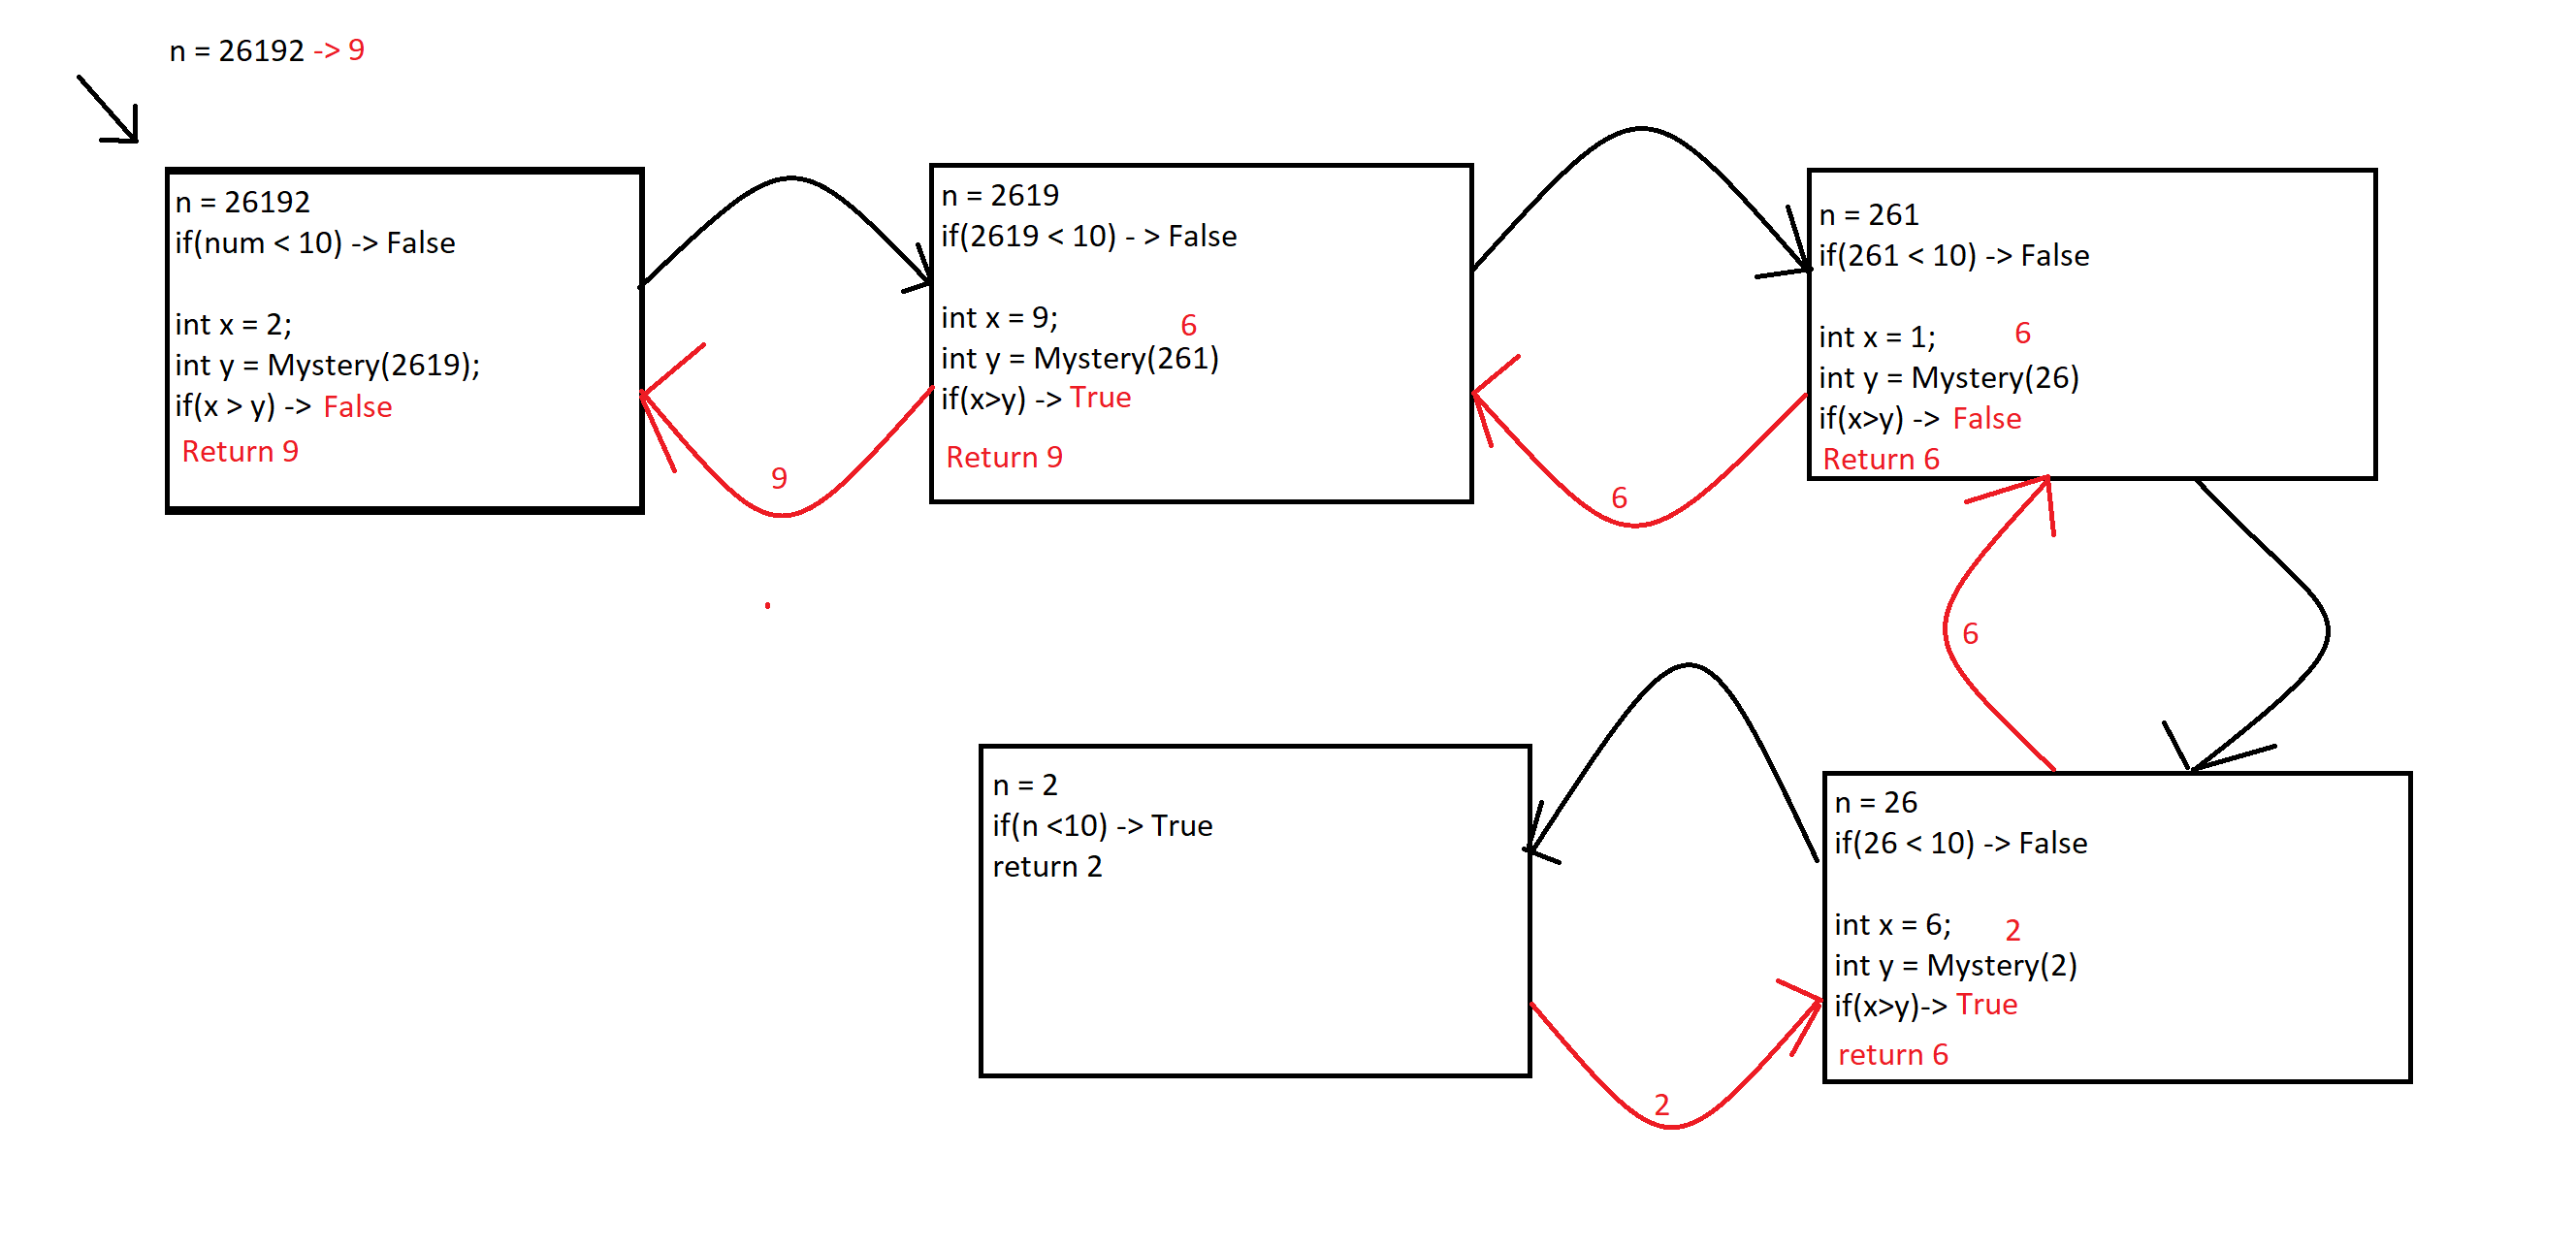 n = 26192 -> 9
n = 26192
if(num < 10) -> False
int x = 2;
int y = Mystery(2619);
if(x > y) -> False
Return 9
9
n = 2619
if(2619 < 10) - > False
int x = 9;
6
int y = Mystery(261)
if(x>y) -> True
Return 9
6
n = 261
if(261 < 10) -> False
int x = 1;
6
int y = Mystery(26)
if(x>y) -> False
Return 6
6
n = 26
if(26 < 10) -> False
int x = 6;
2
int y = Mystery(2)
if(x>y)-> True
return 6
n = 2
if(n <10) -> True
return 2
2